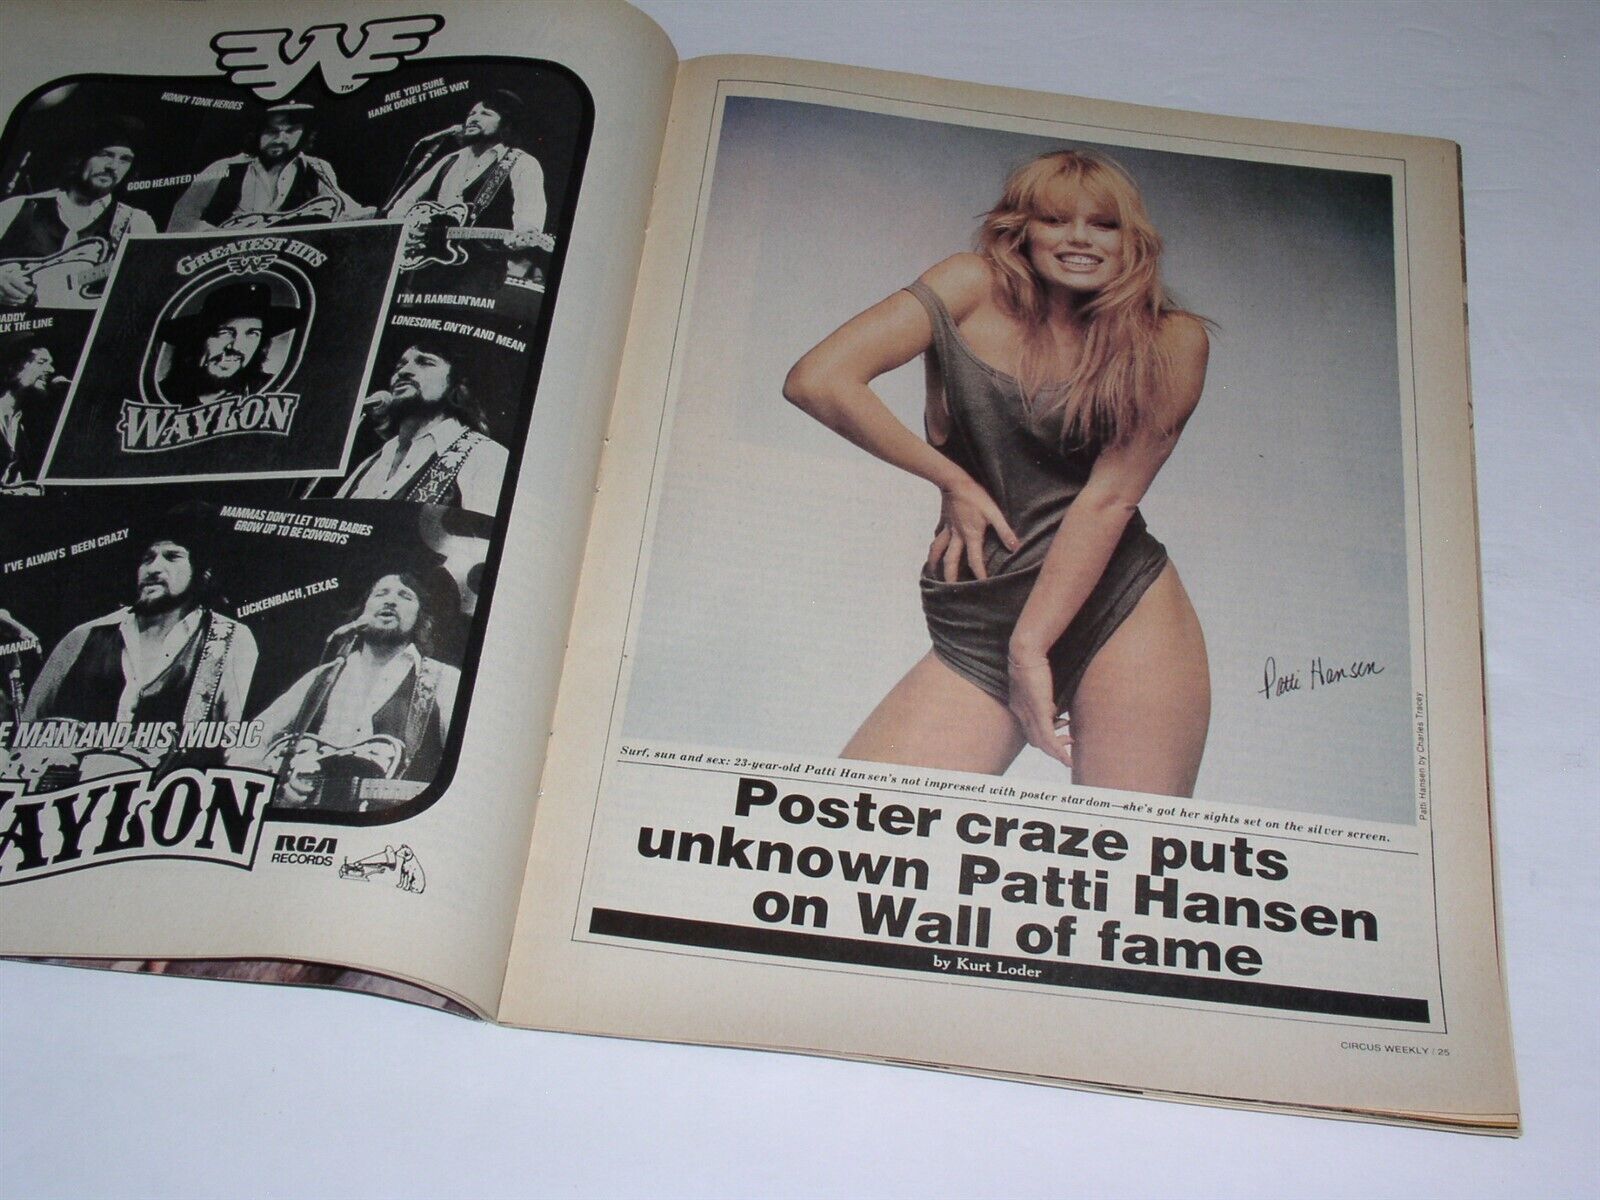 W
TM
HONKY TONK HEROES
ARE YOU SURE
HANK DONE IT THIS WAY
GOOD HEARTED WOMAN
GREATEST HITS
W
WAYLON
I'M A RAMBLIN' MAN
LONESOME, ON'RY AND MEAN
LK THE LINE
I'VE ALWAYS BEEN CRAZY
MAMMAS DON'T LET YOUR BABIES
GROW UP TO BE COWBOYS
LUCKENBACH, TEXAS
MANDA
E MAN AND HIS MUSIC
WAYLON
RCA
RECORDS
Patti Hansen
Patti Hansen by Charles Tracey
Surf, sun and sex: 23-year-old Patti Hansen's not impressed with poster stardom—she's got her sights set on the silver screen.
Poster craze puts
unknown Patti Hansen
on Wall of fame
by Kurt Loder
CIRCUS WEEKLY / 25